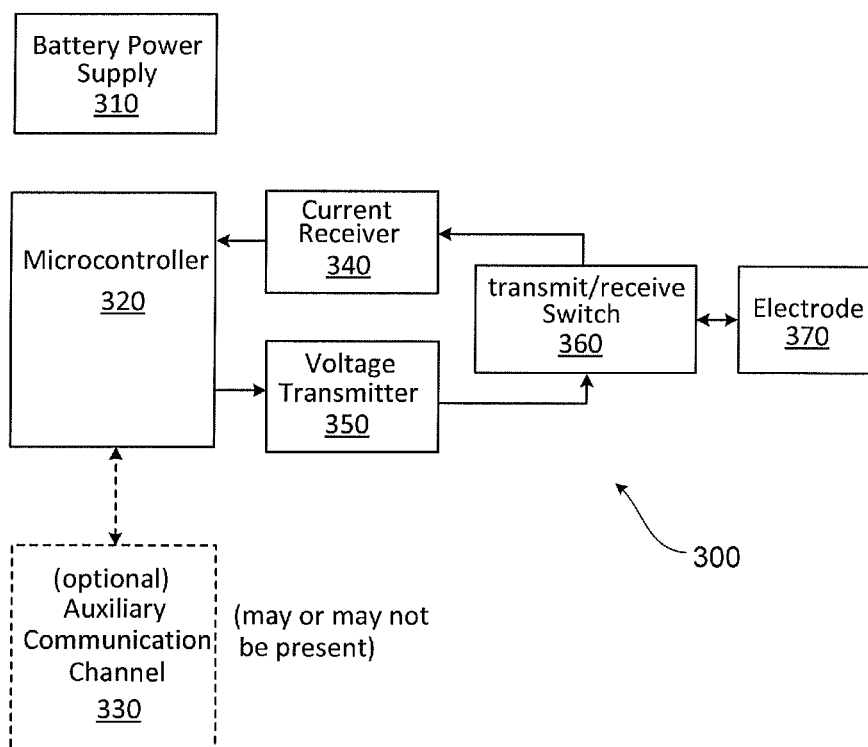 Battery Power
Supply
310
Microcontroller
320
Current
Receiver
340
Voltage
Transmitter
350
transmit/receive
Switch
360
Electrode
370
300
(optional)
Auxiliary
Communication
Channel
330
(may or may not
be present)